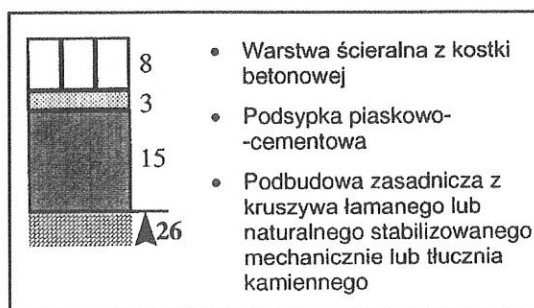 8
3
15
26
• Warstwa ścieralna z kostki
betonowej
• Podsypka piaskowo-
-cementowa
• Podbudowa zasadnicza z
kruszywa łamanego lub
naturalnego stabilizowanego
mechanicznie lub tłucznia
kamiennego